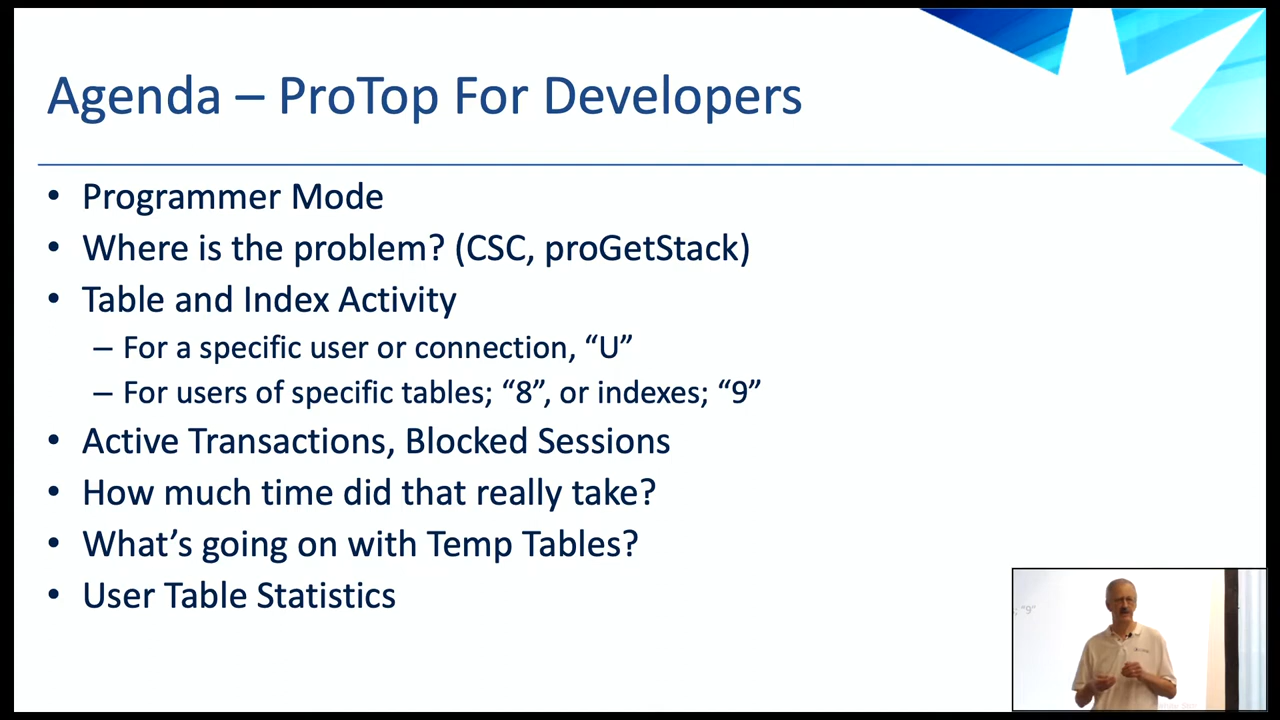 Agenda – ProTop For Developers
• Programmer Mode
• Where is the problem? (CSC, proGetStack)
• Table and Index Activity
– For a specific user or connection, “U”
– For users of specific tables; “8”, or indexes; “9”
• Active Transactions, Blocked Sessions
• How much time did that really take?
• What’s going on with Temp Tables?
• User Table Statistics
; “9”